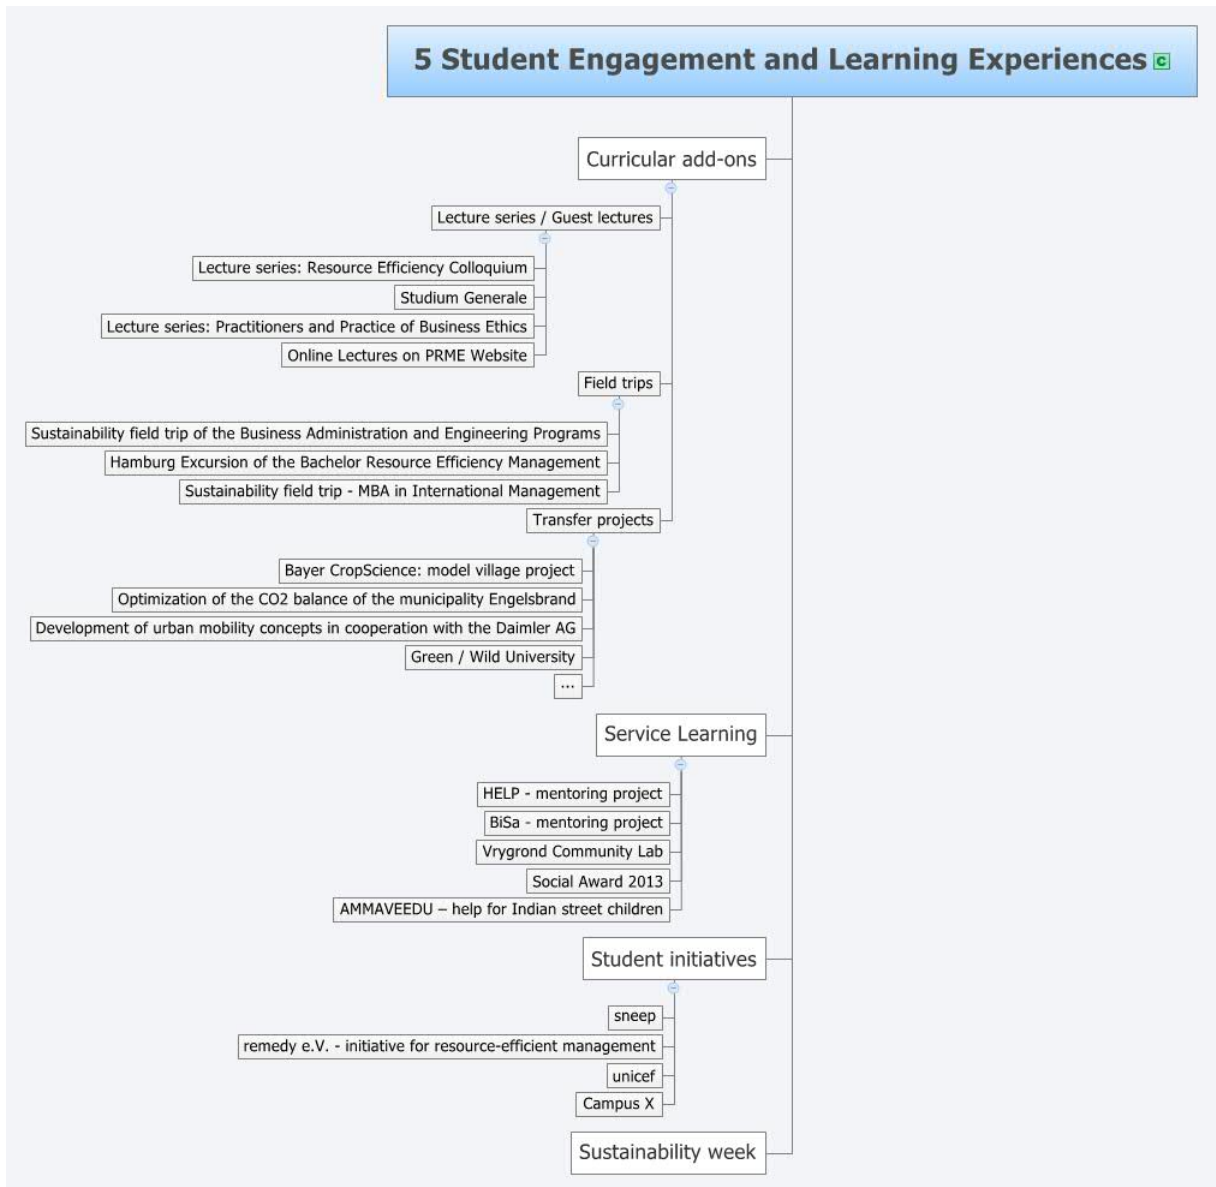 5 Student Engagement and Learning Experiences C
Curricular add-ons
Lecture series / Guest lectures
Lecture series: Resource Efficiency Colloquium
Studium Generale
Lecture series: Practitioners and Practice of Business Ethics
Online Lectures on PRME Website
Field trips
Sustainability field trip of the Business Administration and Engineering Programs
Hamburg Excursion of the Bachelor Resource Efficiency Management
Sustainability field trip - MBA in International Management
Transfer projects
Bayer CropScience: model village project
Optimization of the CO2 balance of the municipality Engelsbrand
Development of urban mobility concepts in cooperation with the Daimler AG
Green / Wild University
...
Service Learning
HELP - mentoring project
BiSa - mentoring project
Vrygrond Community Lab
Social Award 2013
AMMAVEEDU – help for Indian street children
Student initiatives
sneep
remedy e.V. - initiative for resource-efficient management
unicef
Campus X
Sustainability week